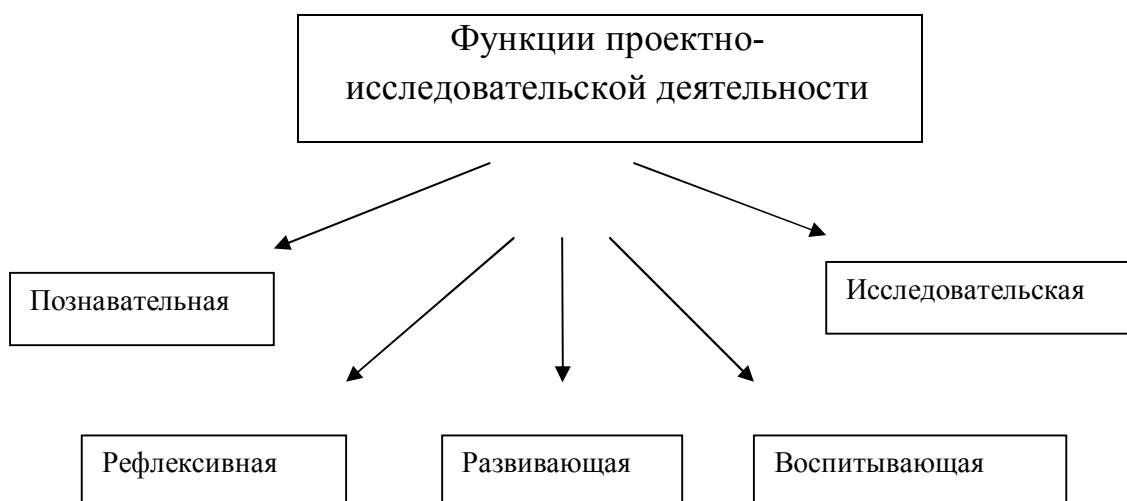 Функции проектно-
исследовательской деятельности
Познавательная
Исследовательская
Рефлексивная
Развивающая
Воспитывающая